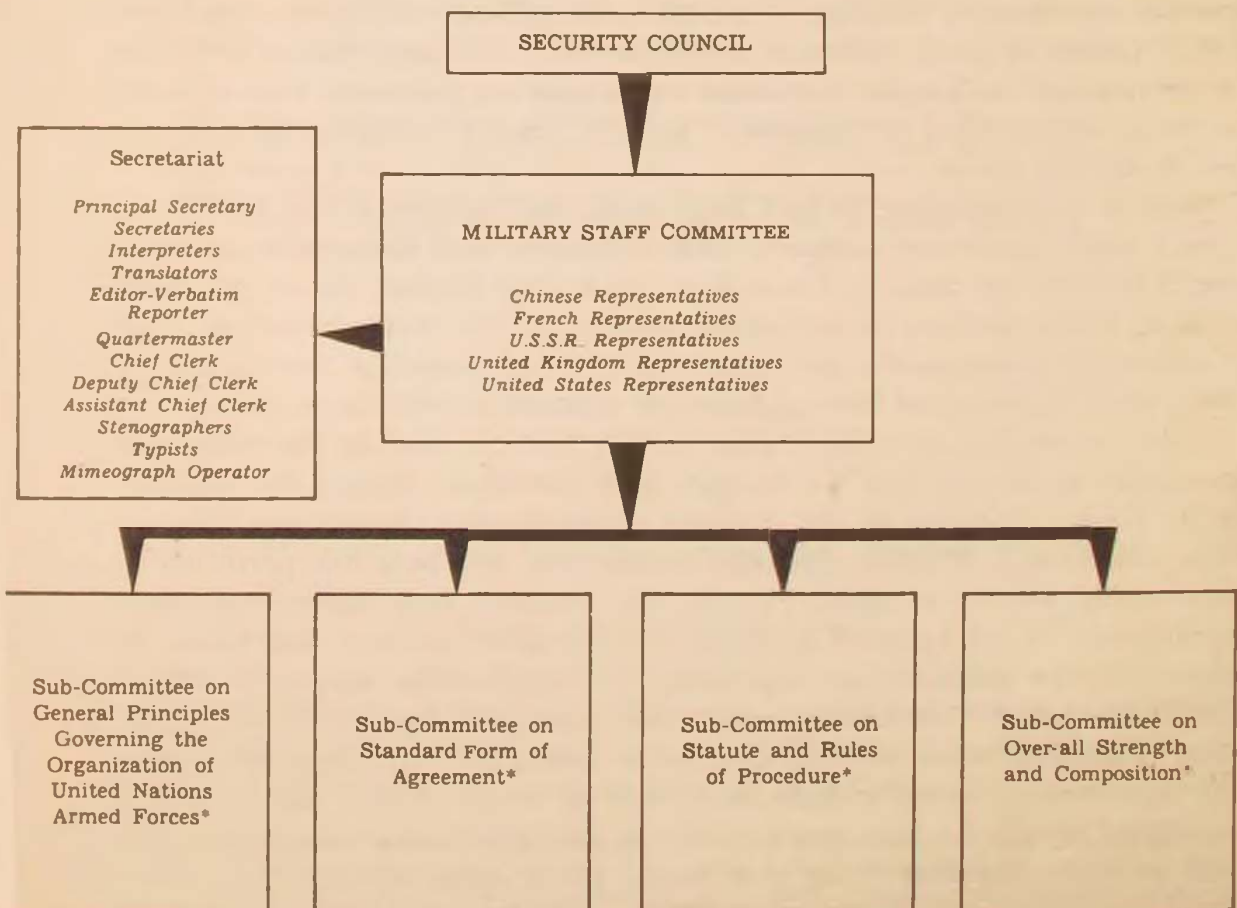 SECURITY COUNCIL
Secretariat
Principal Secretary
Secretaries
Interpreters
Translators
Editor-Verbatim
Reporter
Quartermaster
Chief Clerk
Deputy Chief Clerk
Assistant Chief Clerk
Stenographers
Typists
Mimeograph Operator
MILITARY STAFF COMMITTEE
Chinese Representatives
French Representatives
U.S.S.R. Representatives
United Kingdom Representatives
United States Representatives
Sub-Committee on
General Principles
Governing the
Organization of
United Nations
Armed Forces*
Sub-Committee on
Standard Form of
Agreement*
Sub-Committee on
Statute and Rules
of Procedure*
Sub-Committee on
Over-all Strength
and Composition*